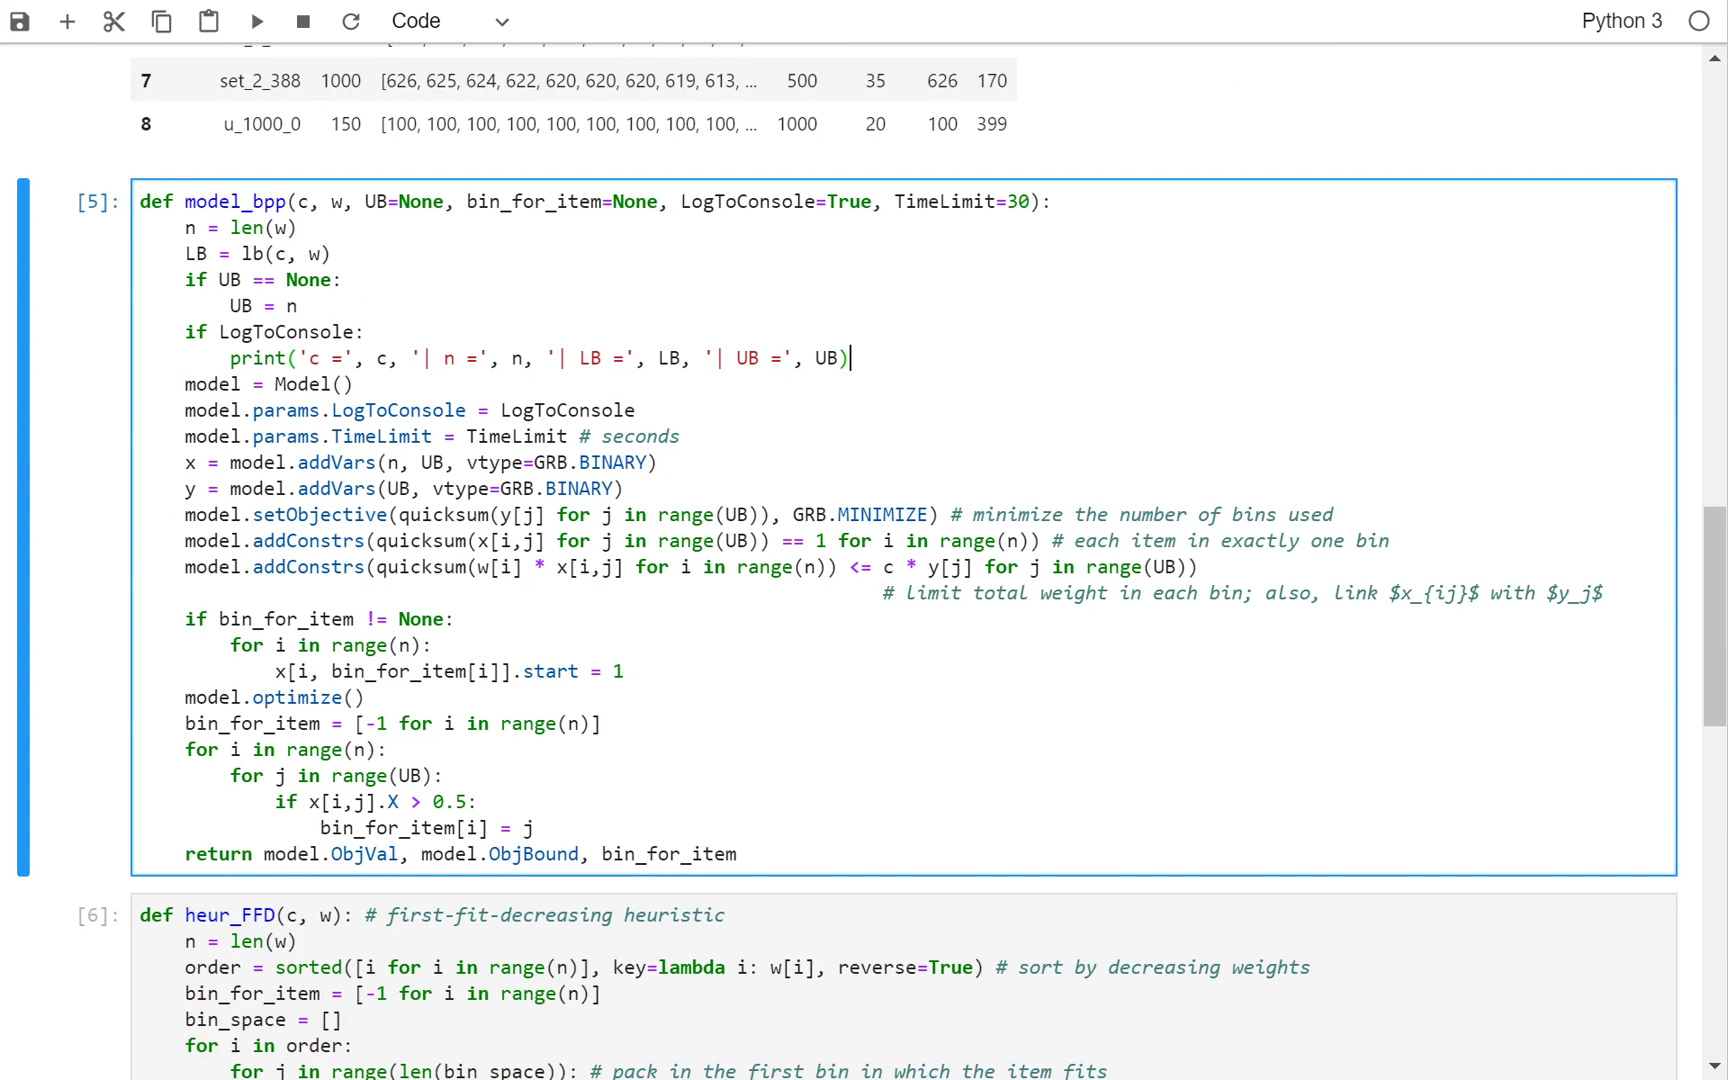 Code
Python 3
7 set_2_388 1000 [626, 625, 624, 622, 620, 620, 620, 619, 613, ... 500 35 626 170
8 u_1000_0 150 [100, 100, 100, 100, 100, 100, 100, 100, 100, ... 1000 20 100 399
[5]: def model_bpp(c, w, UB=None, bin_for_item=None, LogToConsole=True, TimeLimit=30):
    n = len(w)
    LB = lb(c, w)
    if UB == None:
        UB = n
    if LogToConsole:
        print('c =', c, '| n =', n, '| LB =', LB, '| UB =', UB)
    model = Model()
    model.params.LogToConsole = LogToConsole
    model.params.TimeLimit = TimeLimit # seconds
    x = model.addVars(n, UB, vtype=GRB.BINARY)
    y = model.addVars(UB, vtype=GRB.BINARY)
    model.setObjective(quicksum(y[j] for j in range(UB)), GRB.MINIMIZE) # minimize the number of bins used
    model.addConstrs(quicksum(x[i,j] for j in range(UB)) == 1 for i in range(n)) # each item in exactly one bin
    model.addConstrs(quicksum(w[i] * x[i,j] for i in range(n)) <= c * y[j] for j in range(UB))
    # limit total weight in each bin; also, link $x_{ij}$ with $y_j$
    if bin_for_item != None:
        for i in range(n):
            x[i, bin_for_item[i]].start = 1
    model.optimize()
    bin_for_item = [-1 for i in range(n)]
    for i in range(n):
        for j in range(UB):
            if x[i,j].X > 0.5:
                bin_for_item[i] = j
    return model.ObjVal, model.ObjBound, bin_for_item
[6]: def heur_FFD(c, w): # first-fit-decreasing heuristic
    n = len(w)
    order = sorted([i for i in range(n)], key=lambda i: w[i], reverse=True) # sort by decreasing weights
    bin_for_item = [-1 for i in range(n)]
    bin_space = []
    for i in order:
        for j in range(len(bin_space)): # pack in the first bin in which the item fits